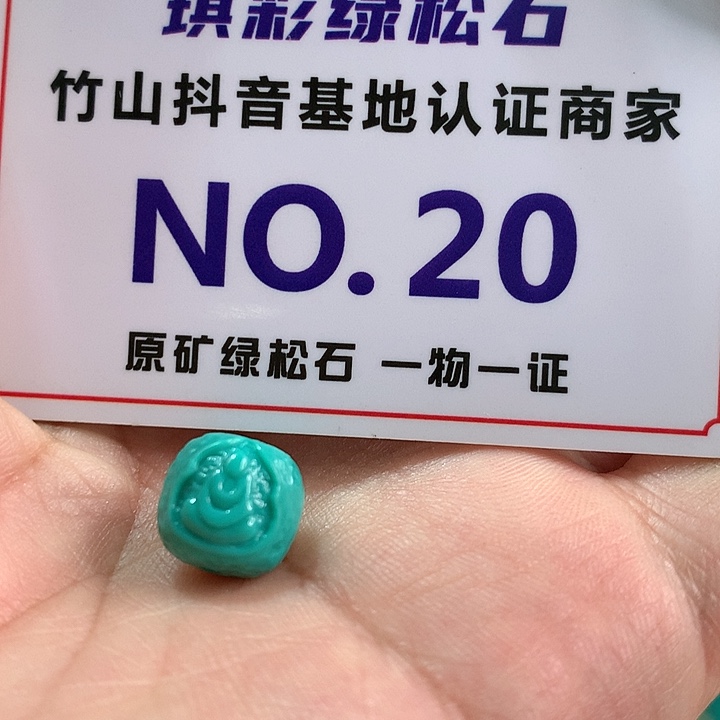 琪彩绿松石
竹山抖音基地认证商家
NO.20
原矿绿松石 一物一证